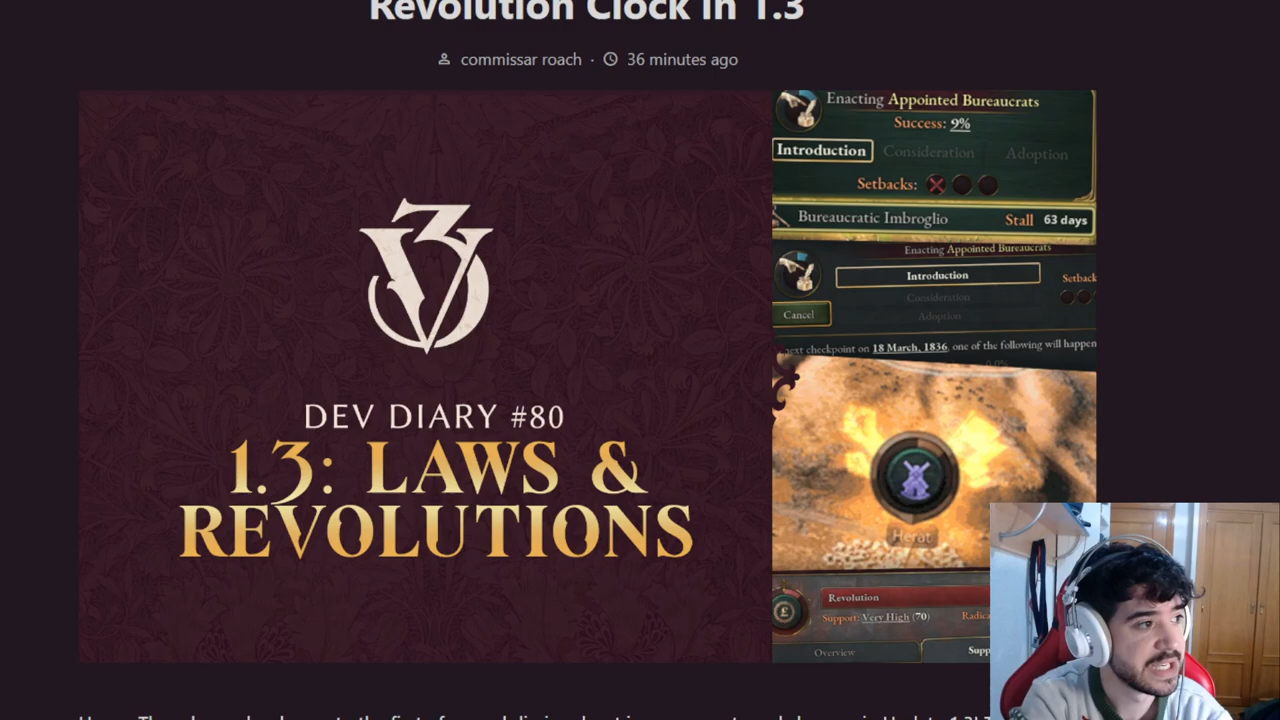 Revolution Clock in 1.3
commissar roach · 36 minutes ago
DEV DIARY #80
1.3: LAWS &
REVOLUTIONS
Enacting Appointed Bureaucrats
Success: 9%
Introduction Consideration Adoption
Setbacks:
Bureaucratic Imbroglio Stall 63 days
Enacting Appointed Bureaucrats
Introduction
Consideration
Adoption
Cancel
next checkpoint on 18 March, 1836, one of the following will happen
0.0%
Herat
Revolution
Support: Very High (70)
Overview